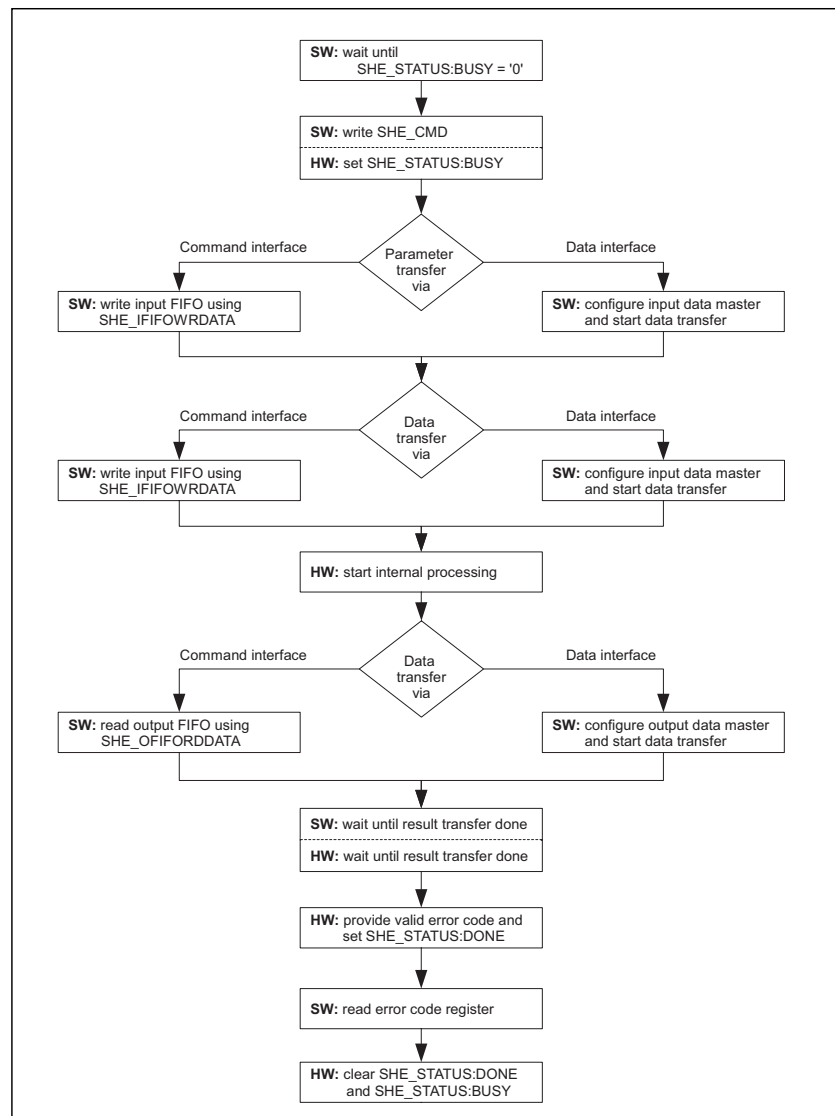 SW: wait until
SHE_STATUS:BUSY = '0'
SW: write SHE_CMD
HW: set SHE_STATUS:BUSY
Command interface
Parameter
transfer
via
Data interface
SW: write input FIFO using
SHE_IFIFOWRDATA
SW: configure input data master
and start data transfer
Command interface
Data
transfer
via
Data interface
SW: write input FIFO using
SHE_IFIFOWRDATA
SW: configure input data master
and start data transfer
HW: start internal processing
Command interface
Data
transfer
via
Data interface
SW: read output FIFO using
SHE_OFIFORDDATA
SW: configure output data master
and start data transfer
SW: wait until result transfer done
HW: wait until result transfer done
HW: provide valid error code and
set SHE_STATUS:DONE
SW: read error code register
HW: clear SHE_STATUS:DONE
and SHE_STATUS:BUSY